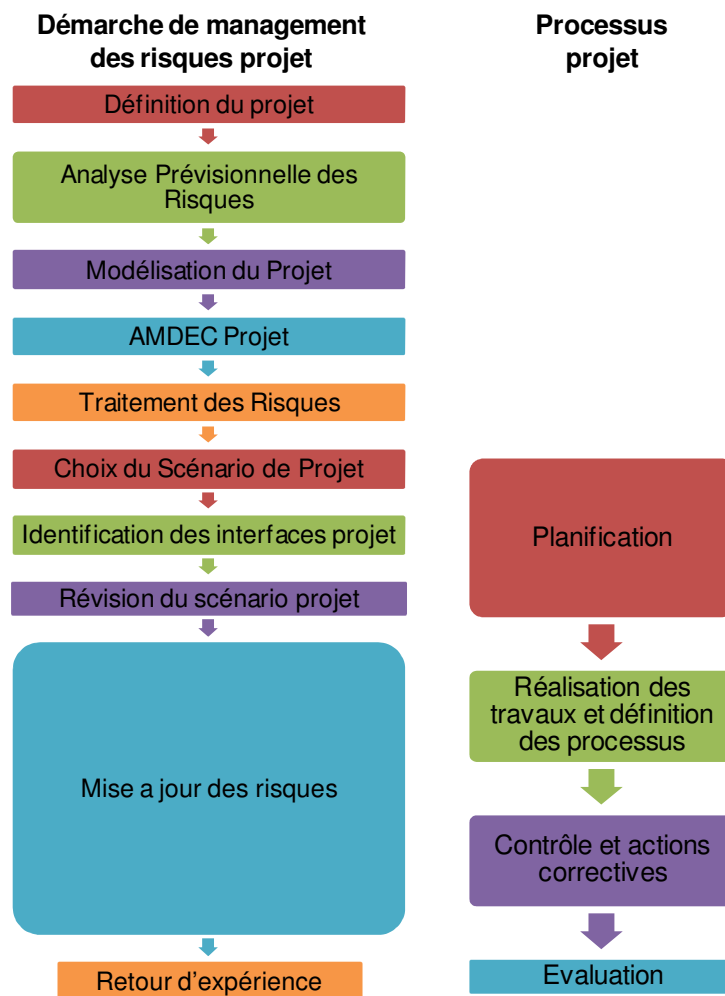 Démarche de management
des risques projet
Définition du projet
Analyse Prévisionnelle des
Risques
Modélisation du Projet
AMDEC Projet
Traitement des Risques
Choix du Scénario de Projet
Identification des interfaces projet
Révision du scénario projet
Mise a jour des risques
Retour d’expérience
Processus
projet
Planification
Réalisation des
travaux et définition
des processus
Contrôle et actions
correctives
Evaluation